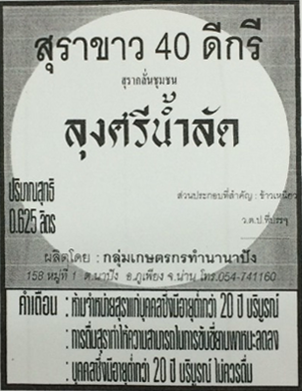 สุราขาว 40 ดีกรี
สุรากลั่นชุมชน
ลุงศรีน้ำลัด
ปริมาณสุทธิ
0.625 ลิตร
ส่วนประกอบที่สำคัญ : ข้าวเหนียว
ว.ด.ป.ที่บรรจุ
ผลิตโดย : กลุ่มเกษตรกรทำนานาปัง
158 หมู่ที่ 1 ต.นาปัง อ.ภูเพียง จ.น่าน โทร.054-741160
คำเตือน : ห้ามจำหน่ายสุราแก่บุคคลซึ่งมีอายุต่ำกว่า 20 ปี บริบูรณ์
: การดื่มสุราทำให้ความสามารถในการขับขี่ยานพาหนะลดลง
: บุคคลซึ่งมีอายุต่ำกว่า 20 ปี บริบูรณ์ ไม่ควรดื่ม